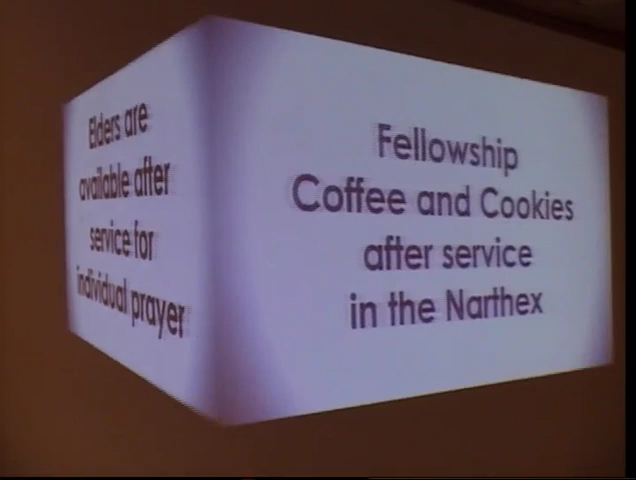 Elders are
available after
service for
individual prayer
Fellowship
Coffee and Cookies
after service
in the Narthex